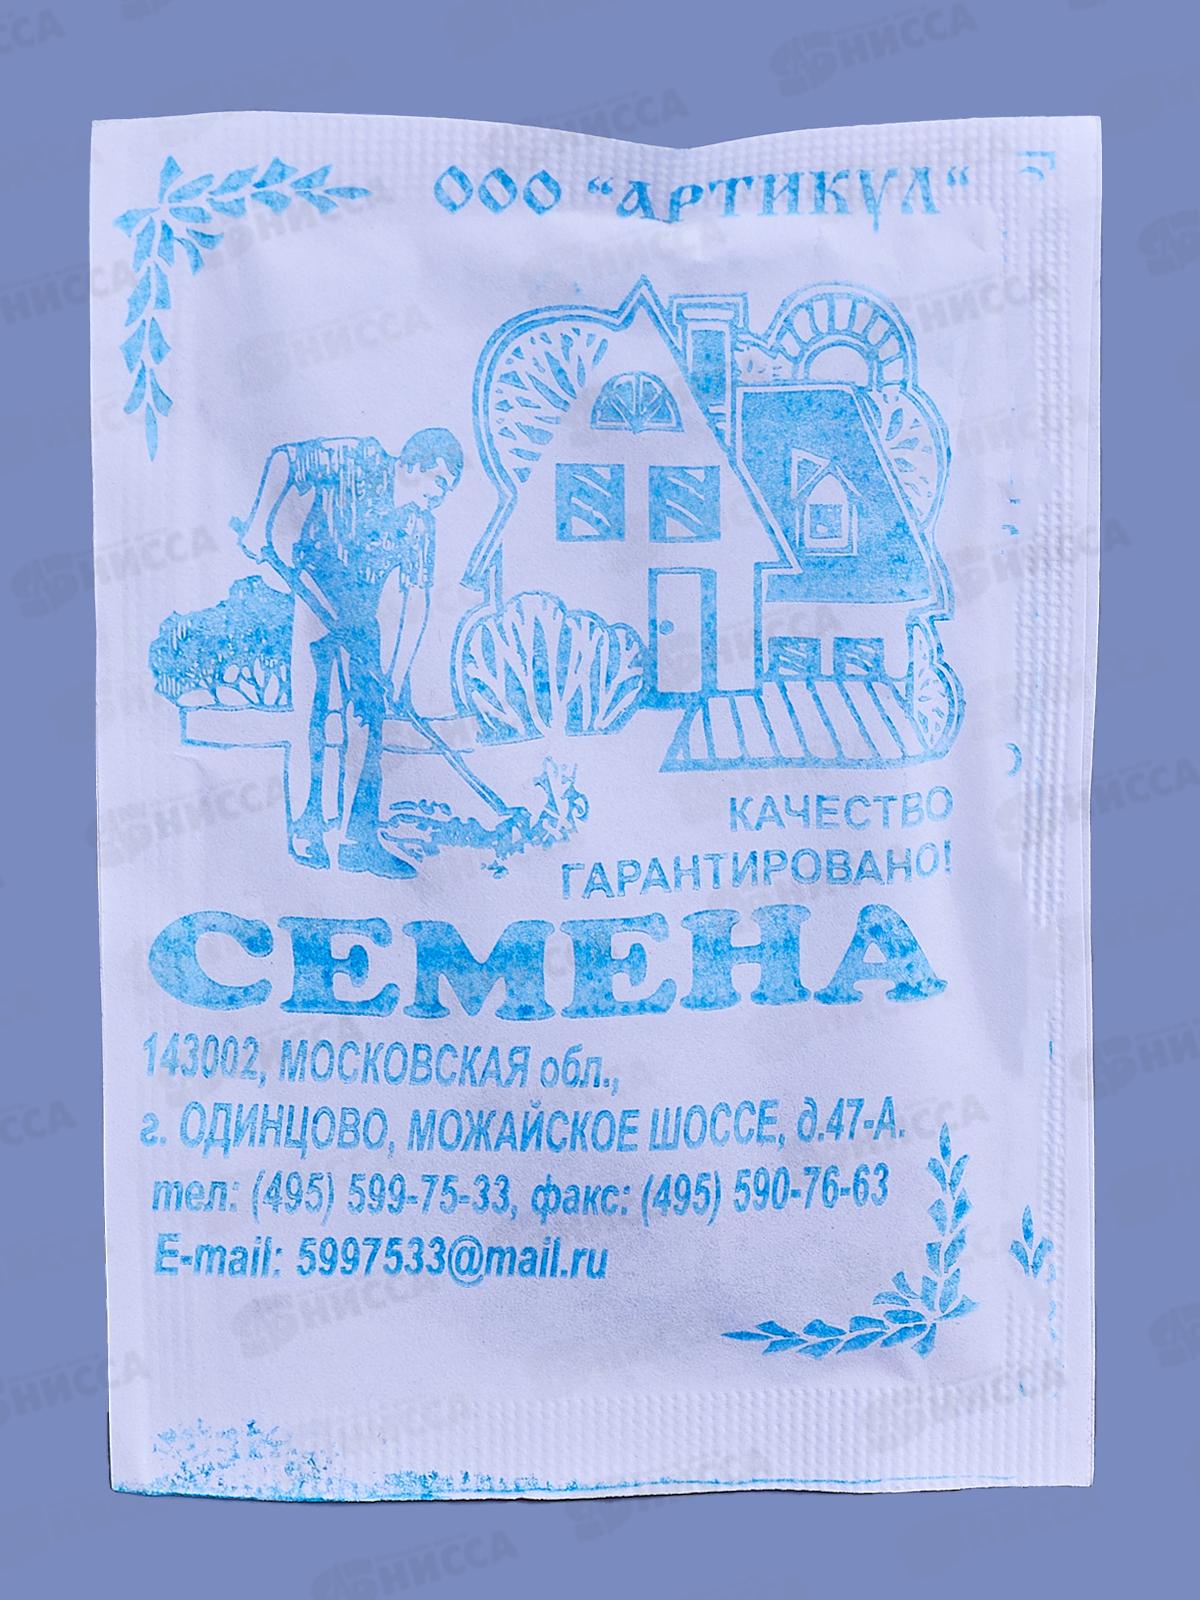 ООО “АРТИКУЛ“
КАЧЕСТВО
ГАРАНТИРОВАНО!
СЕМЕНА
143002, МОСКОВСКАЯ обл.,
г. ОДИНЦОВО, МОЖАЙСКОЕ ШОССЕ, д.47-А.
тел: (495) 599-75-33, факс: (495) 590-76-63
E-mail: 5997533@mail.ru